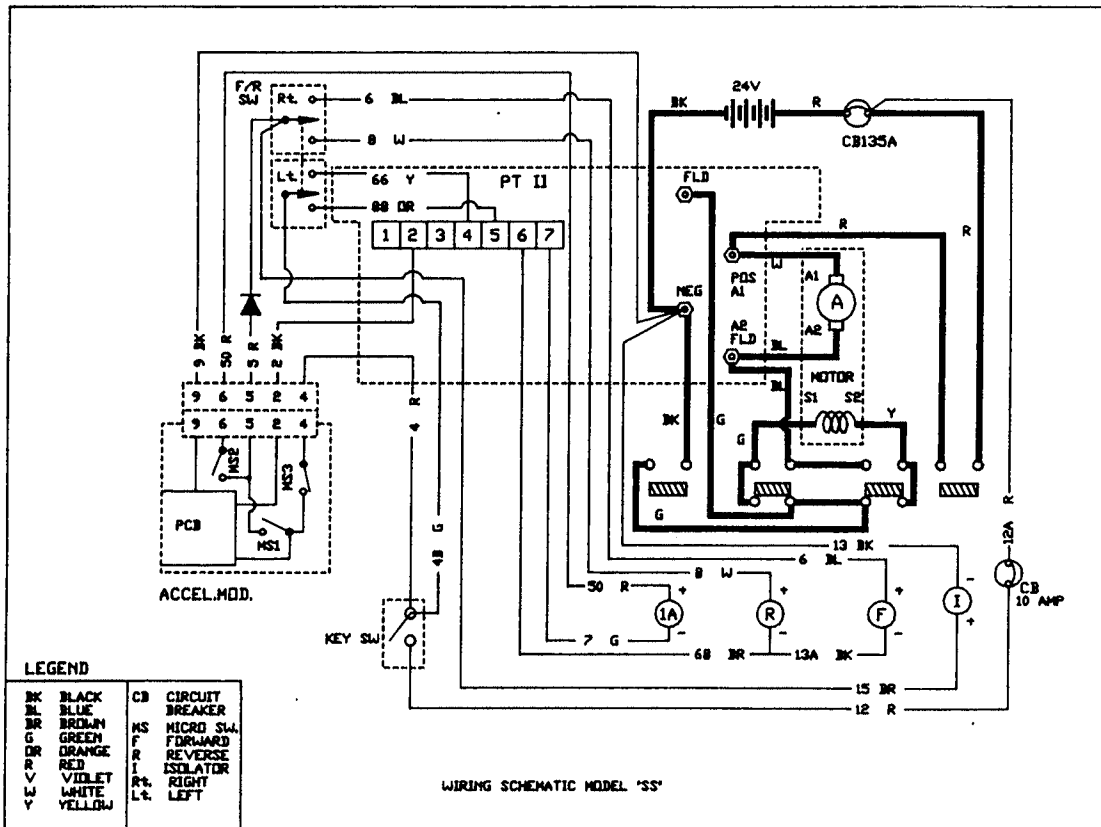 F/R
SW
Rt.
6 BL
8 W
Lt.
66 Y
88 OR
PT II
1 2 3 4 5 6 7
24V
BK
R
CB135A
FLD
R
R
POS
A1
W
A1
A
A2
NEG
A2
FLD
BL
BL
MOTOR
S1 S2
Y
BK
G
G
G
9 BK
50 R
5 R
2 BK
4 R
9 6 5 2 4
9 6 5 2 4
MS2
MS3
MS1
PCB
ACCEL.MOD.
4B G
KEY SW
13 BK
6 BL
8 W
50 R
1A + -
R + -
F + -
I - +
7 G
68 BR
13A BK
15 BR
12 R
12A R
CB
10 AMP
LEGEND
BK BLACK
BL BLUE
BR BROWN
G GREEN
OR ORANGE
R RED
V VIOLET
W WHITE
Y YELLOW
CB CIRCUIT
BREAKER
MS MICRO SW.
F FORWARD
R REVERSE
I ISOLATOR
Rt. RIGHT
Lt. LEFT
WIRING SCHEMATIC MODEL "SS"